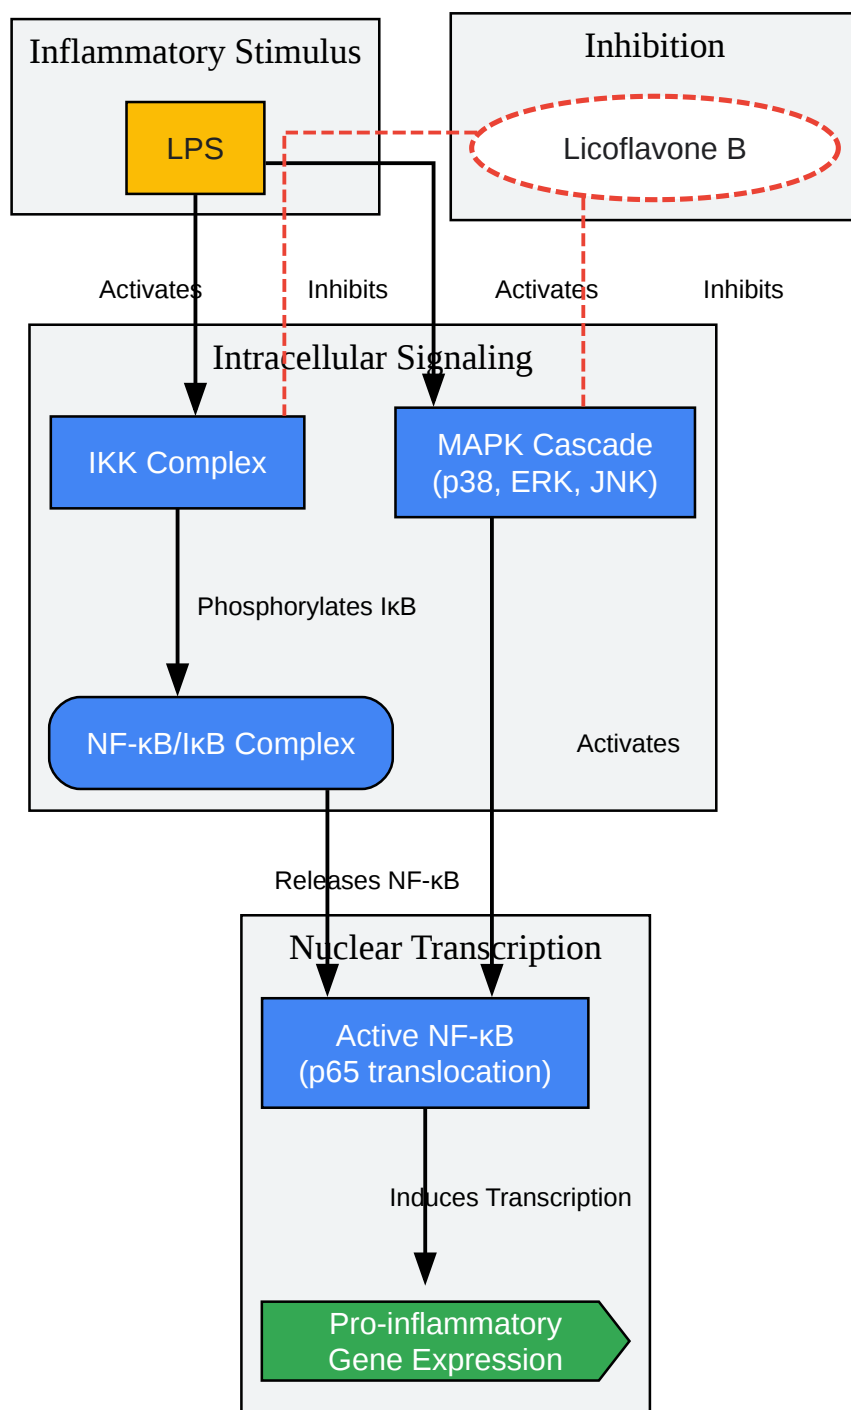 Inflammatory Stimulus
Inhibition
LPS
Licoflavone B
Activates
Inhibits
Activates
Inhibits
Intracellular Signaling
IKK Complex
MAPK Cascade
(p38, ERK, JNK)
Phosphorylates IκB
NF-κB/IκB Complex
Activates
Releases NF-κB
Nuclear Transcription
Active NF-κB
(p65 translocation)
Induces Transcription
Pro-inflammatory
Gene Expression